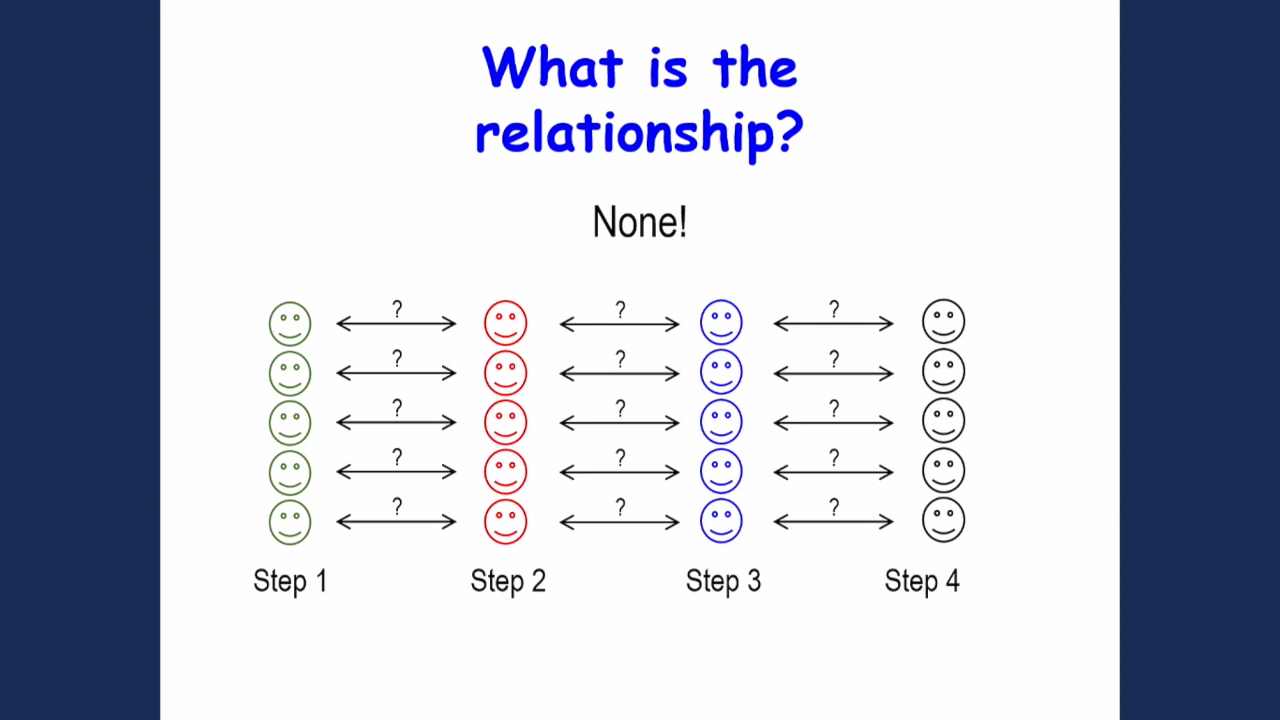 What is the
relationship?
None!
? ? ?
? ? ?
? ? ?
? ? ?
? ? ?
Step 1 Step 2 Step 3 Step 4